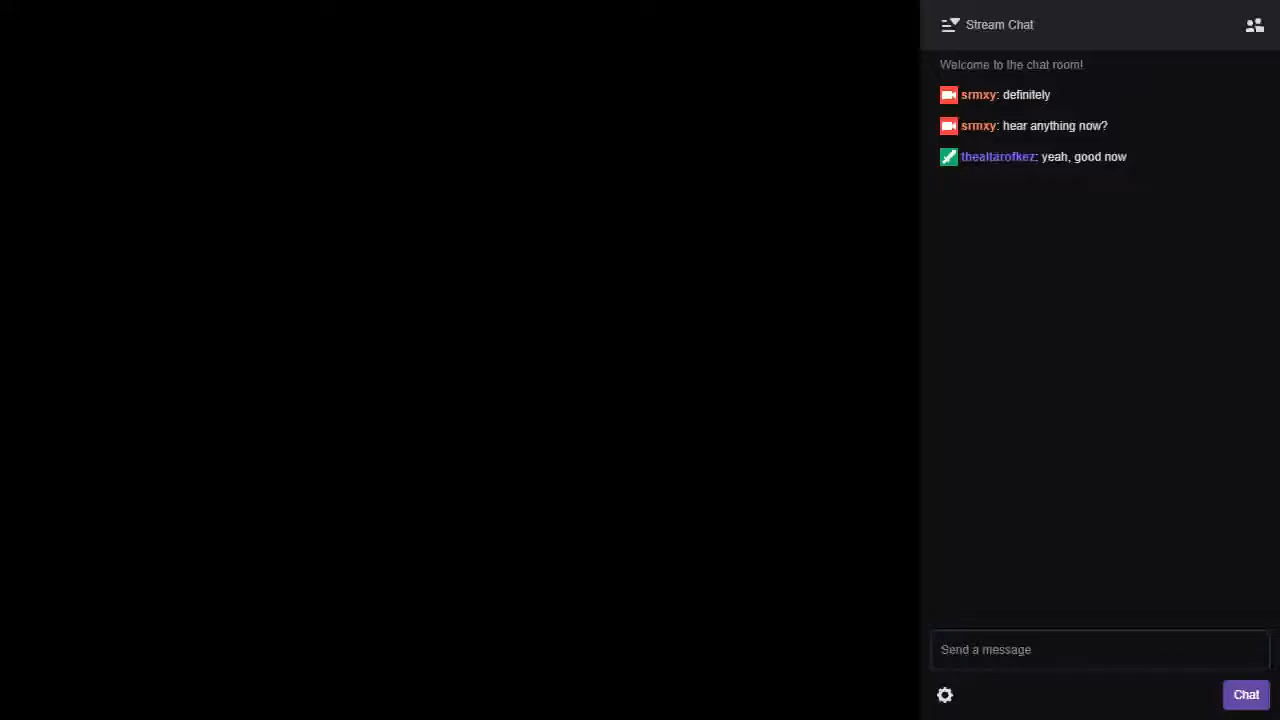 Stream Chat
Welcome to the chat room!
srmxy: definitely
srmxy: hear anything now?
thealtarofkez: yeah, good now
Send a message
Chat